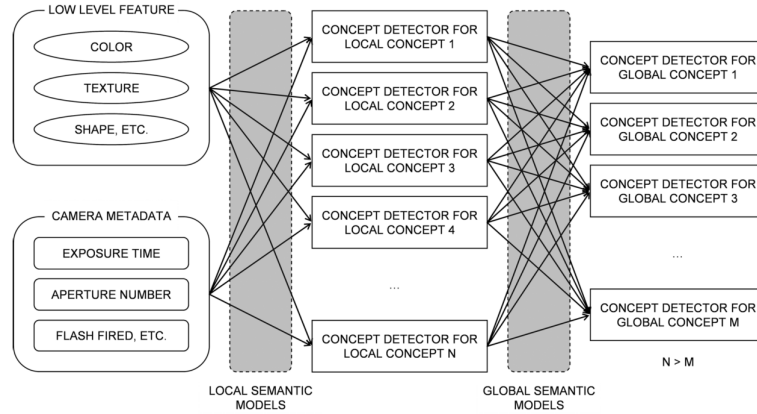 LOW LEVEL FEATURE
COLOR
TEXTURE
SHAPE, ETC.
CAMERA METADATA
EXPOSURE TIME
APERTURE NUMBER
FLASH FIRED, ETC.
LOCAL SEMANTIC
MODELS
CONCEPT DETECTOR FOR
LOCAL CONCEPT 1
CONCEPT DETECTOR FOR
LOCAL CONCEPT 2
CONCEPT DETECTOR FOR
LOCAL CONCEPT 3
CONCEPT DETECTOR FOR
LOCAL CONCEPT 4
...
CONCEPT DETECTOR FOR
LOCAL CONCEPT N
GLOBAL SEMANTIC
MODELS
CONCEPT DETECTOR FOR
GLOBAL CONCEPT 1
CONCEPT DETECTOR FOR
GLOBAL CONCEPT 2
CONCEPT DETECTOR FOR
GLOBAL CONCEPT 3
...
CONCEPT DETECTOR FOR
GLOBAL CONCEPT M
N > M